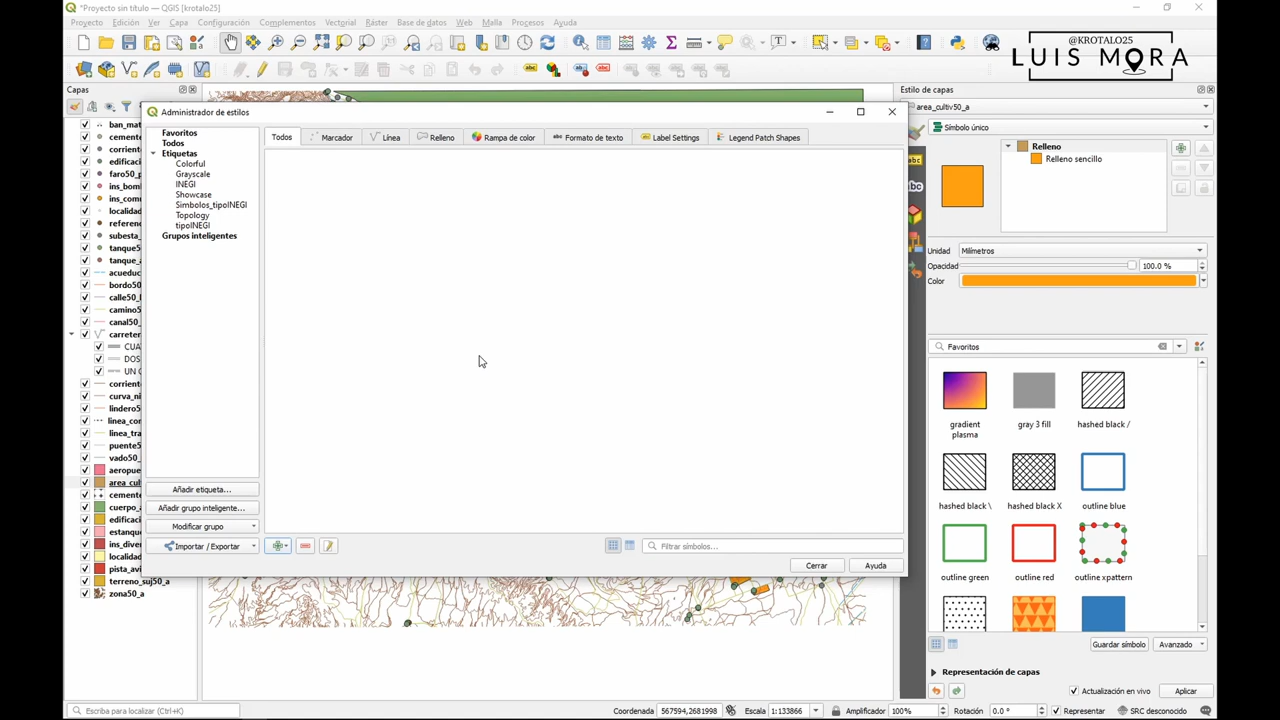 *Proyecto sin título — QGIS [krotalo25]
Proyecto Edición Ver Capa Configuración Complementos Vectorial Ráster Base de datos Web Malla Procesos Ayuda
@KROTALO25
LUIS MORA
Capas
Estilo de capas
area_cultiv50_a
Símbolo único
Relleno
Relleno sencillo
Unidad Milímetros
Opacidad 100.0 %
Color
Favoritos
gradient plasma
gray 3 fill
hashed black /
hashed black \
hashed black X
outline blue
outline green
outline red
outline xpattern
Guardar símbolo Avanzado
Representación de capas
Actualización en vivo Aplicar
Administrador de estilos
Favoritos
Todos
Etiquetas
Colorful
Grayscale
INEGI
Showcase
Simbolos_tipoINEGI
Topology
tipoINEGI
Grupos inteligentes
Todos Marcador Línea Relleno Rampa de color Formato de texto Label Settings Legend Patch Shapes
Añadir etiqueta...
Añadir grupo inteligente...
Modificar grupo
Importar / Exportar
Filtrar símbolos...
Cerrar Ayuda
ban_mat
cemente
corriente
edificaci
faro50_p
ins_bom
ins_com
localidad
referenc
subesta_
tanque5
tanque_a
acueduc
bordo50
calle50_l
camino5
canal50_
carreter
CUA
DOS
UN C
corrient
curva_ni
lindero5
linea_cor
linea_tra
puente5
vado50_
aeropue
area_cul
cemente
cuerpo_a
edificaci
estanque
ins_dive
localidad
pista_avi
terreno_suj50_a
zona50_a
Escriba para localizar (Ctrl+K)
Coordenada 567594,2681998 Escala 1:133866 Amplificador 100% Rotación 0.0 ° Representar SRC desconocido